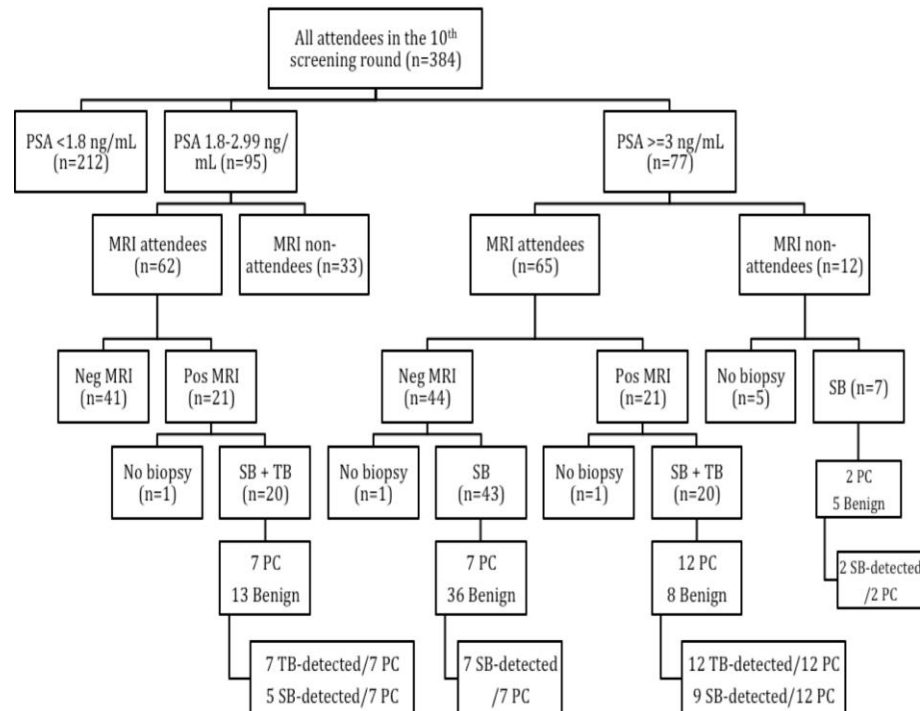 All attendees in the 10th
screening round (n=384)
PSA <1.8 ng/mL
(n=212)
PSA 1.8-2.99 ng/
mL (n=95)
PSA >=3 ng/mL
(n=77)
MRI attendees
(n=62)
MRI non-
attendees (n=33)
MRI attendees
(n=65)
MRI non-
attendees (n=12)
Neg MRI
(n=41)
Pos MRI
(n=21)
Neg MRI
(n=44)
Pos MRI
(n=21)
No biopsy
(n=5)
SB (n=7)
No biopsy
(n=1)
SB + TB
(n=20)
No biopsy
(n=1)
SB
(n=43)
No biopsy
(n=1)
SB + TB
(n=20)
2 PC
5 Benign
7 PC
13 Benign
7 PC
36 Benign
12 PC
8 Benign
2 SB-detected
/2 PC
7 TB-detected/7 PC
5 SB-detected/7 PC
7 SB-detected
/7 PC
12 TB-detected/12 PC
9 SB-detected/12 PC